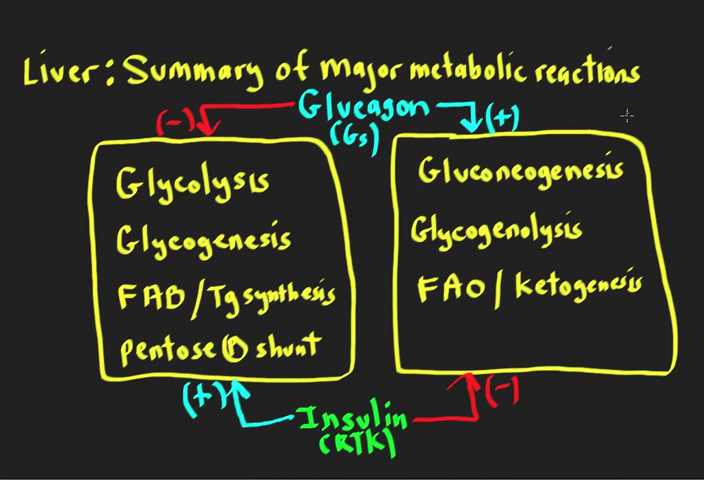 Liver: Summary of major metabolic reactions
(-) Glucagon (+)
(Gs)
Glycolysis
Glycogenesis
FAB/Tg synthesis
pentose P shunt
Gluconeogenesis
Glycogenolysis
FAO/ketogenesis
(+) Insulin (-)
(RTK)